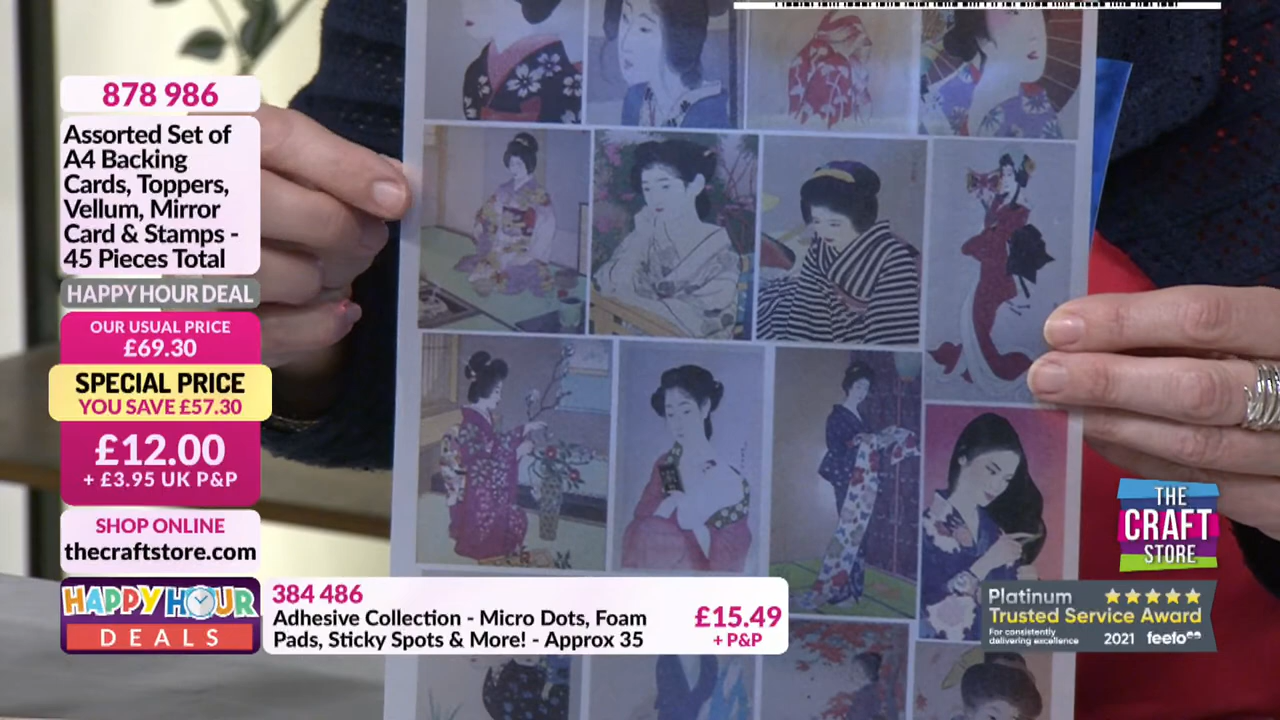 878 986
Assorted Set of
A4 Backing
Cards, Toppers,
Vellum, Mirror
Card & Stamps -
45 Pieces Total
HAPPY HOUR DEAL
OUR USUAL PRICE
£69.30
SPECIAL PRICE
YOU SAVE £57.30
£12.00
+ £3.95 UK P&P
SHOP ONLINE
thecraftstore.com
HAPPY HOUR
DEALS
384 486
Adhesive Collection - Micro Dots, Foam
Pads, Sticky Spots & More! - Approx 35
£15.49
+ P&P
THE
CRAFT
STORE
Platinum
Trusted Service Award
For consistently
delivering excellence
2021 feefo